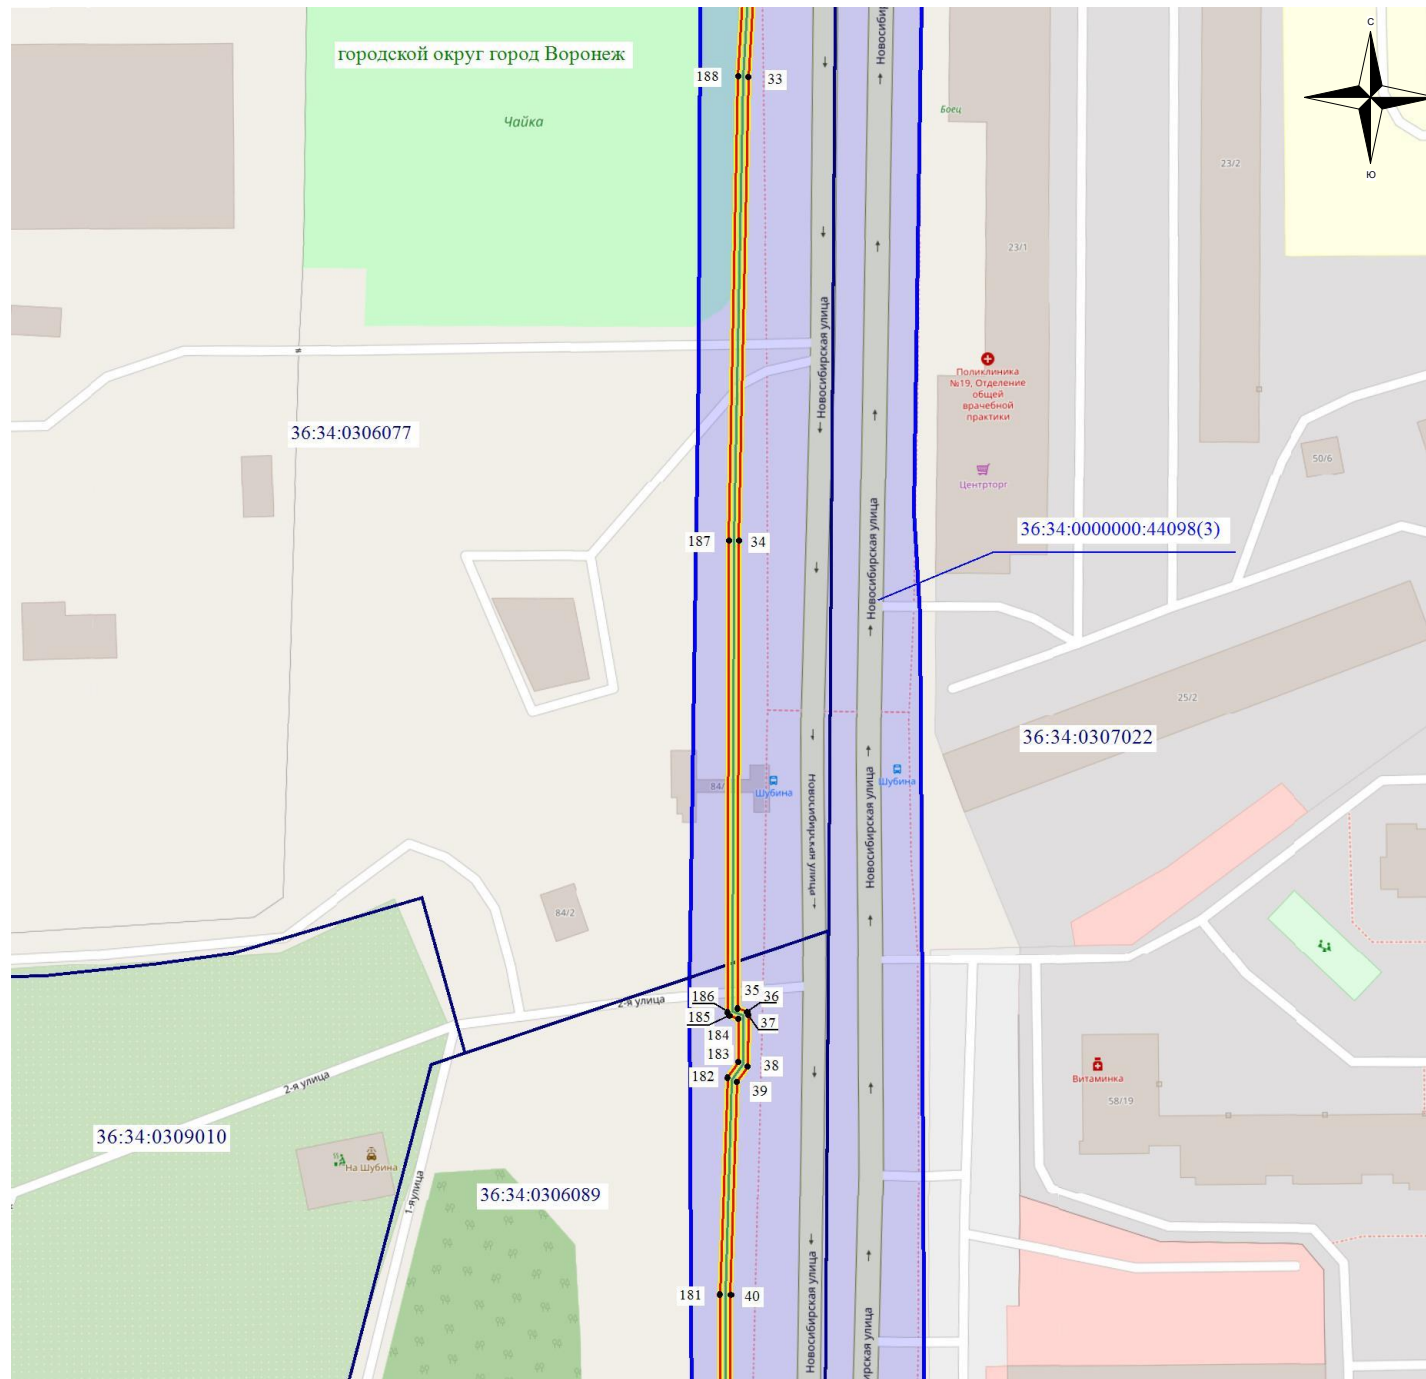 городской округ город Воронеж
С
Ю
188
33
Чайка
Боец
23/2
23/1
Новосибирская улица
Поликлиника
№19, Отделение
общей
врачебной
практики
Центрторг
50/6
36:34:0306077
36:34:0000000:44098(3)
187
34
Новосибирская улица
25/2
36:34:0307022
84/
Шубина
Шубина
Новосибирская улица
Новосибирская улица
84/2
2-я улица
186
35
36
185
37
184
183
38
182
39
2-я улица
Витаминка
58/19
36:34:0309010
На Шубина
1-я улица
36:34:0306089
181
40
Новосибирская улица